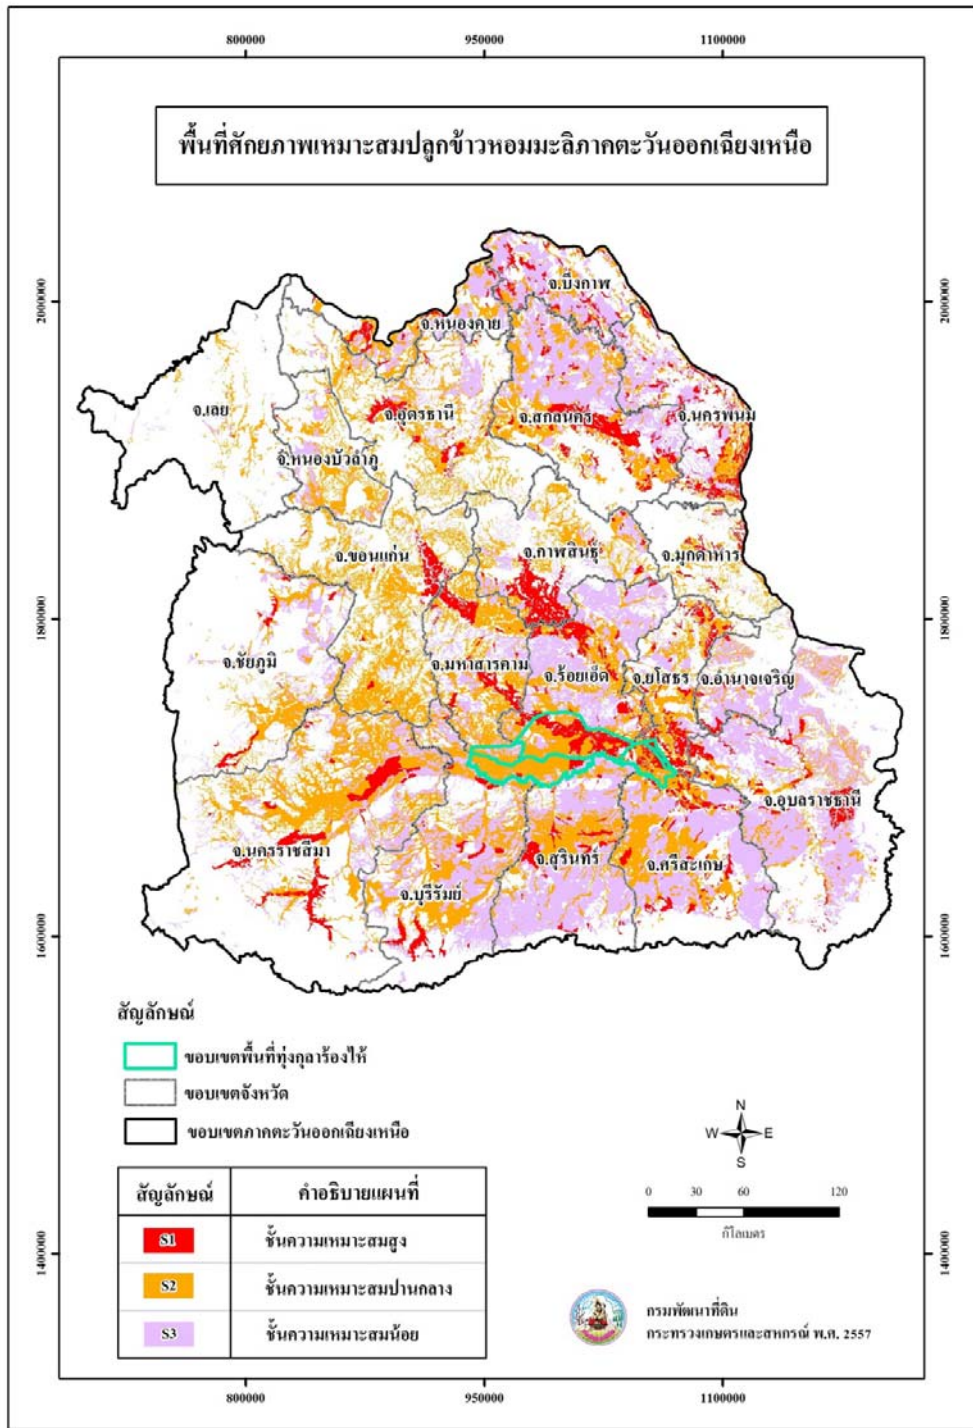 800000 950000 1100000
พื้นที่ศักยภาพเหมาะสมปลูกข้าวหอมมะลิภาคตะวันออกเฉียงเหนือ
2000000 2000000
จ.บึงกาฬ
จ.หนองคาย
จ.เลย
จ.อุดรธานี
จ.สกลนคร
จ.นครพนม
จ.หนองบัวลำภู
จ.ขอนแก่น
จ.กาฬสินธุ์
จ.มุกดาหาร
1800000 1800000
จ.ชัยภูมิ
จ.มหาสารคาม
จ.ร้อยเอ็ด
จ.ยโสธร
จ.อำนาจเจริญ
จ.อุบลราชธานี
จ.นครราชสีมา
จ.บุรีรัมย์
จ.สุรินทร์
จ.ศรีสะเกษ
1600000 1600000
สัญลักษณ์
ขอบเขตพื้นที่ทุ่งกุลาร้องไห้
ขอบเขตจังหวัด
ขอบเขตภาคตะวันออกเฉียงเหนือ
N
W E
S
สัญลักษณ์ คำอธิบายแผนที่
S1 ชั้นความเหมาะสมสูง
S2 ชั้นความเหมาะสมปานกลาง
S3 ชั้นความเหมาะสมน้อย
0 30 60 120
กิโลเมตร
1400000 1400000
กรมพัฒนาที่ดิน
กระทรวงเกษตรและสหกรณ์ พ.ศ. 2557
800000 950000 1100000